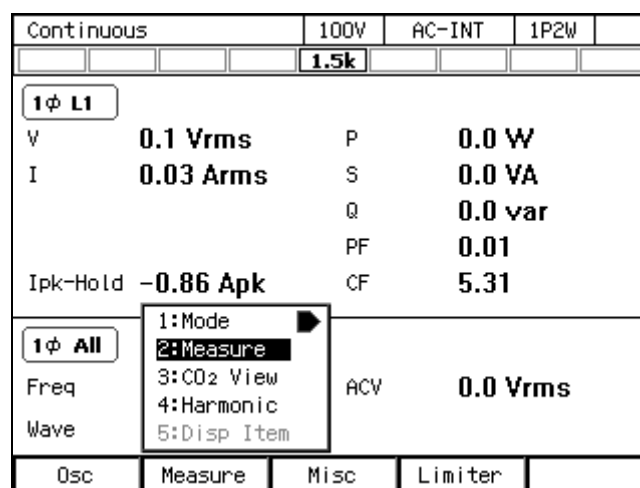 Continuous 100V AC-INT 1P2W
1.5k
1φ L1
V 0.1 Vrms P 0.0 W
I 0.03 Arms S 0.0 VA
Q 0.0 var
PF 0.01
Ipk-Hold -0.86 Apk CF 5.31
1:Mode
1φ All 2:Measure
3:CO₂ View
Freq ACV 0.0 Vrms
4:Harmonic
Wave 5:Disp Item
Osc Measure Misc Limiter